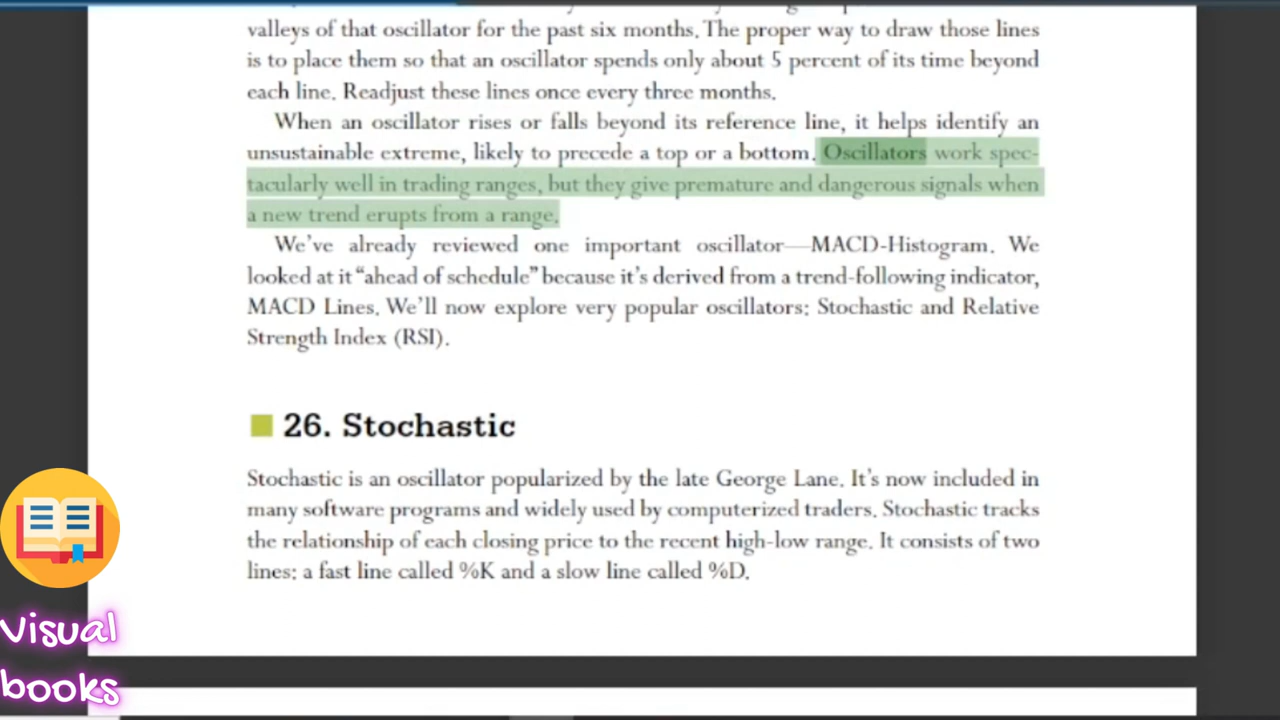 valleys of that oscillator for the past six months. The proper way to draw those lines
is to place them so that an oscillator spends only about 5 percent of its time beyond
each line. Readjust these lines once every three months.
When an oscillator rises or falls beyond its reference line, it helps identify an
unsustainable extreme, likely to precede a top or a bottom. Oscillators work spec-
tacularly well in trading ranges, but they give premature and dangerous signals when
a new trend erupts from a range.
We've already reviewed one important oscillator—MACD-Histogram. We
looked at it "ahead of schedule" because it's derived from a trend-following indicator,
MACD Lines. We'll now explore very popular oscillators: Stochastic and Relative
Strength Index (RSI).
26. Stochastic
Stochastic is an oscillator popularized by the late George Lane. It's now included in
many software programs and widely used by computerized traders. Stochastic tracks
the relationship of each closing price to the recent high-low range. It consists of two
lines: a fast line called %K and a slow line called %D.
Visual
books